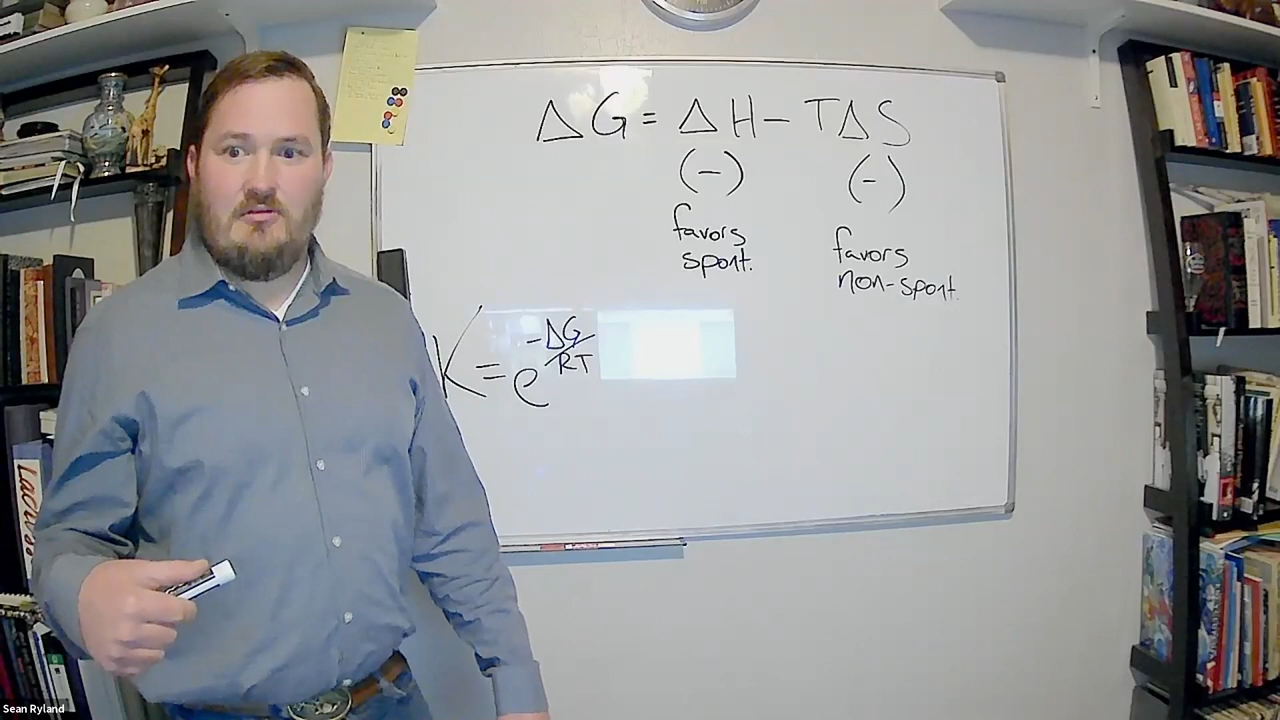 ΔG = ΔH - TΔS
(-) (-)
favors
spont.
favors
non-spont.
K = e^{-ΔG/RT}
Sean Ryland